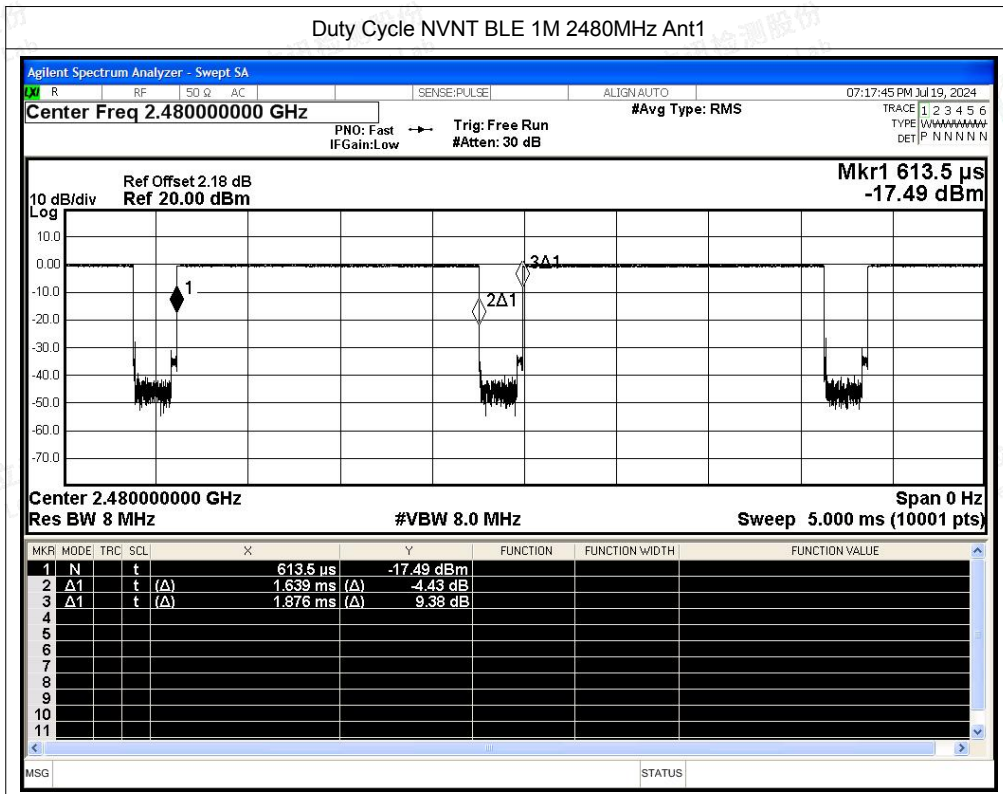 Duty Cycle NVNT BLE 1M 2480MHz Ant1
Agilent Spectrum Analyzer - Swept SA
LXI R RF 50 Ω AC SENSE:PULSE ALIGN AUTO 07:17:45 PM Jul 19, 2024
Center Freq 2.480000000 GHz #Avg Type: RMS TRACE 1 2 3 4 5 6
PNO: Fast Trig: Free Run TYPE WWWWWW
IFGain:Low #Atten: 30 dB DET P N N N N N
Mkr1 613.5 µs
-17.49 dBm
Ref Offset 2.18 dB
10 dB/div Ref 20.00 dBm
Log
10.0
0.00
-10.0
-20.0
-30.0
-40.0
-50.0
-60.0
-70.0
1
2Δ1
3Δ1
Center 2.480000000 GHz Span 0 Hz
Res BW 8 MHz #VBW 8.0 MHz Sweep 5.000 ms (10001 pts)
MKR MODE TRC SCL X Y FUNCTION FUNCTION WIDTH FUNCTION VALUE
1 N t 613.5 µs -17.49 dBm
2 Δ1 t (Δ) 1.639 ms (Δ) -4.43 dB
3 Δ1 t (Δ) 1.876 ms (Δ) 9.38 dB
4
5
6
7
8
9
10
11
MSG STATUS